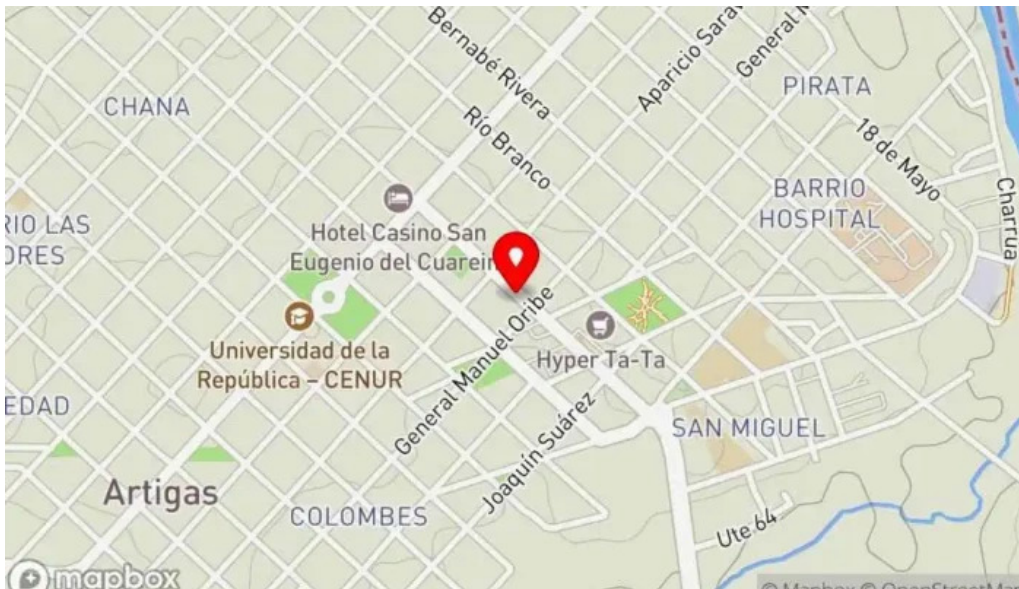 Bernabé Rivera
Aparicio Sarav
General M
PIRATA
CHANA
Río Branco
18 de Mayo
BARRIO
HOSPITAL
Charrúa
RIO LAS
ORES
Hotel Casino San
Eugenio del Cuareim
General Manuel Oribe
Hyper Ta-Ta
Universidad de la
República – CENUR
EDAD
Joaquín Suárez
SAN MIGUEL
Artigas
COLOMBES
Ute 64
mapbox
© Mapbox © OpenStreetMap